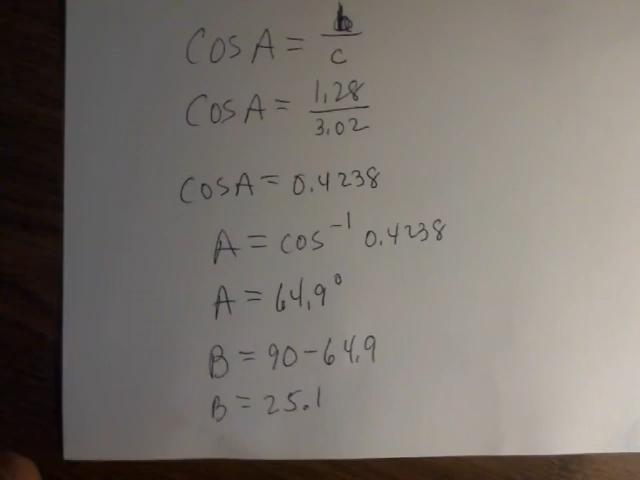 COS A = b/c
COS A = 1.28/3.02
COSA = 0.4238
A = cos⁻¹ 0.4238
A = 64.9°
B = 90 - 64.9
B = 25.1